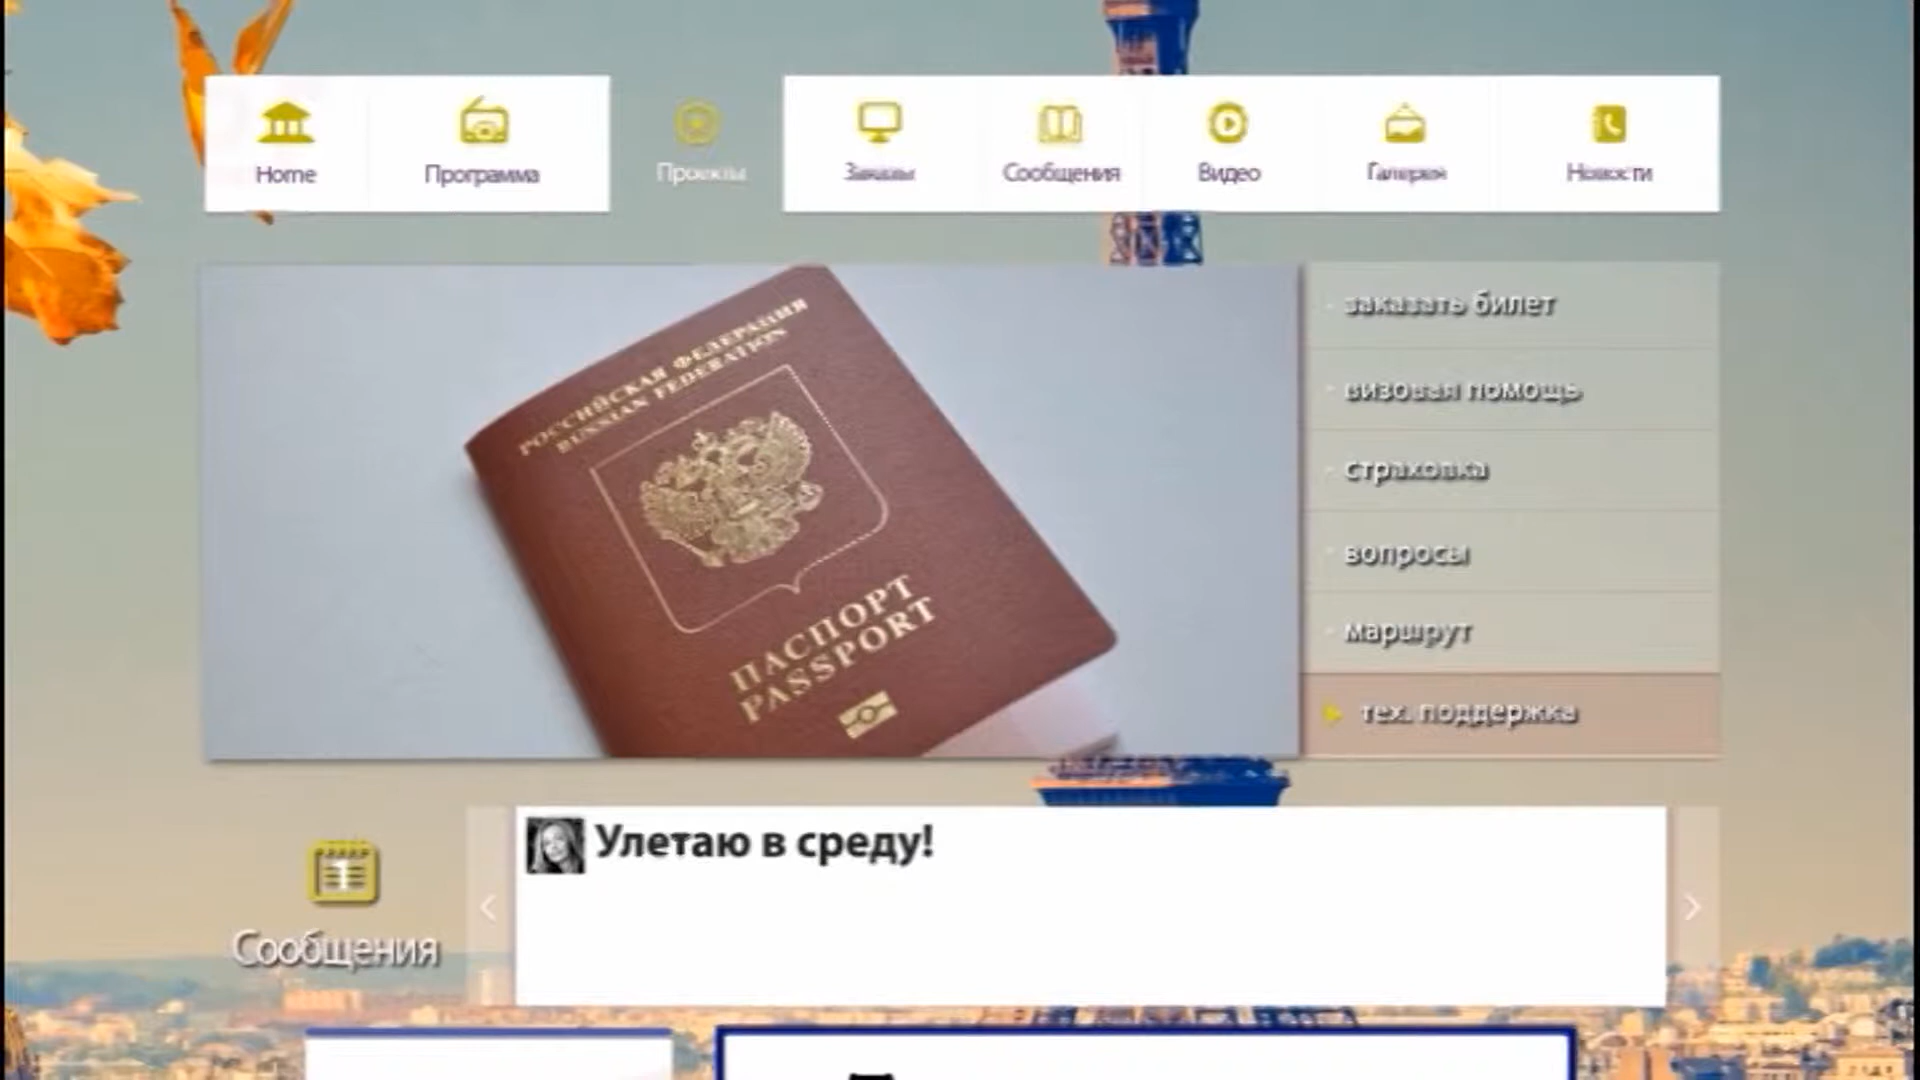 Home
Программа
Проекты
Заказы
Сообщения
Видео
Галерея
Новости
РОССИЙСКАЯ ФЕДЕРАЦИЯ
RUSSIAN FEDERATION
ПАСПОРТ
PASSPORT
заказать билет
визовая помощь
страховка
вопросы
маршрут
тех. поддержка
Улетаю в среду!
Сообщения